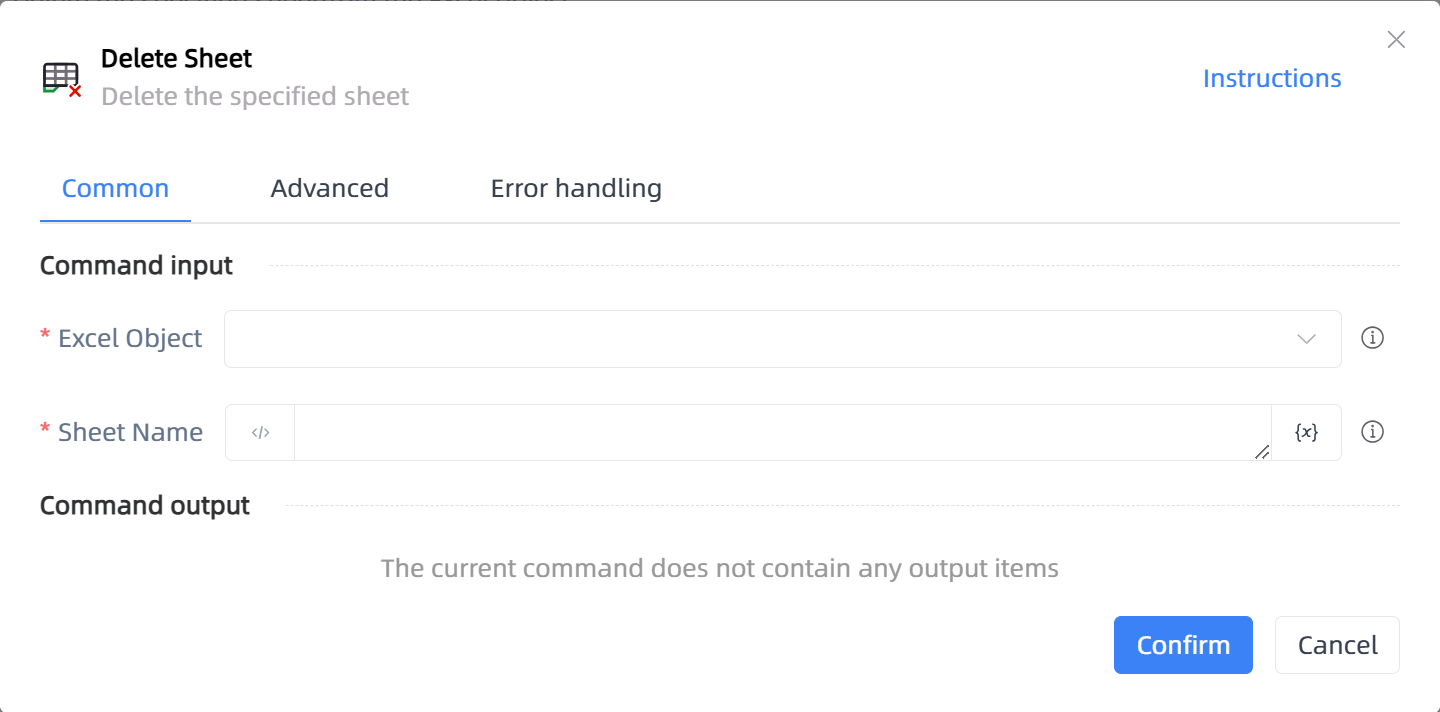 Delete Sheet
Delete the specified sheet
Instructions
Common Advanced Error handling
Command input
* Excel Object
* Sheet Name </> {x}
Command output
The current command does not contain any output items
Confirm Cancel